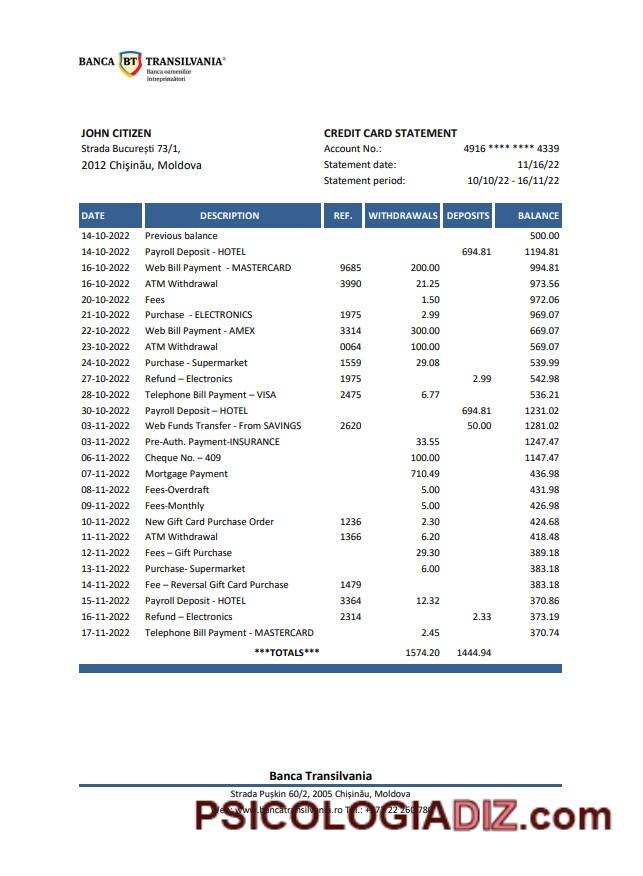 BANCA BT TRANSILVANIA®
Banca oamenilor
întreprinzători
JOHN CITIZEN
Strada București 73/1,
2012 Chişinău, Moldova
CREDIT CARD STATEMENT
Account No.: 4916 **** **** 4339
Statement date: 11/16/22
Statement period: 10/10/22 - 16/11/22
DATE DESCRIPTION REF. WITHDRAWALS DEPOSITS BALANCE
14-10-2022 Previous balance 500.00
14-10-2022 Payroll Deposit - HOTEL 694.81 1194.81
16-10-2022 Web Bill Payment - MASTERCARD 9685 200.00 994.81
16-10-2022 ATM Withdrawal 3990 21.25 973.56
20-10-2022 Fees 1.50 972.06
21-10-2022 Purchase - ELECTRONICS 1975 2.99 969.07
22-10-2022 Web Bill Payment - AMEX 3314 300.00 669.07
23-10-2022 ATM Withdrawal 0064 100.00 569.07
24-10-2022 Purchase - Supermarket 1559 29.08 539.99
27-10-2022 Refund – Electronics 1975 2.99 542.98
28-10-2022 Telephone Bill Payment – VISA 2475 6.77 536.21
30-10-2022 Payroll Deposit – HOTEL 694.81 1231.02
03-11-2022 Web Funds Transfer - From SAVINGS 2620 50.00 1281.02
03-11-2022 Pre-Auth. Payment-INSURANCE 33.55 1247.47
06-11-2022 Cheque No. – 409 100.00 1147.47
07-11-2022 Mortgage Payment 710.49 436.98
08-11-2022 Fees-Overdraft 5.00 431.98
09-11-2022 Fees-Monthly 5.00 426.98
10-11-2022 New Gift Card Purchase Order 1236 2.30 424.68
11-11-2022 ATM Withdrawal 1366 6.20 418.48
12-11-2022 Fees – Gift Purchase 29.30 389.18
13-11-2022 Purchase- Supermarket 6.00 383.18
14-11-2022 Fee – Reversal Gift Card Purchase 1479 383.18
15-11-2022 Payroll Deposit - HOTEL 3364 12.32 370.86
16-11-2022 Refund – Electronics 2314 2.33 373.19
17-11-2022 Telephone Bill Payment - MASTERCARD 2.45 370.74
***TOTALS*** 1574.20 1444.94
Banca Transilvania
Strada Pușkin 60/2, 2005 Chișinău, Moldova
www.bancatransilvania.ro Tel.:
PSICOLOGIADIZ.com